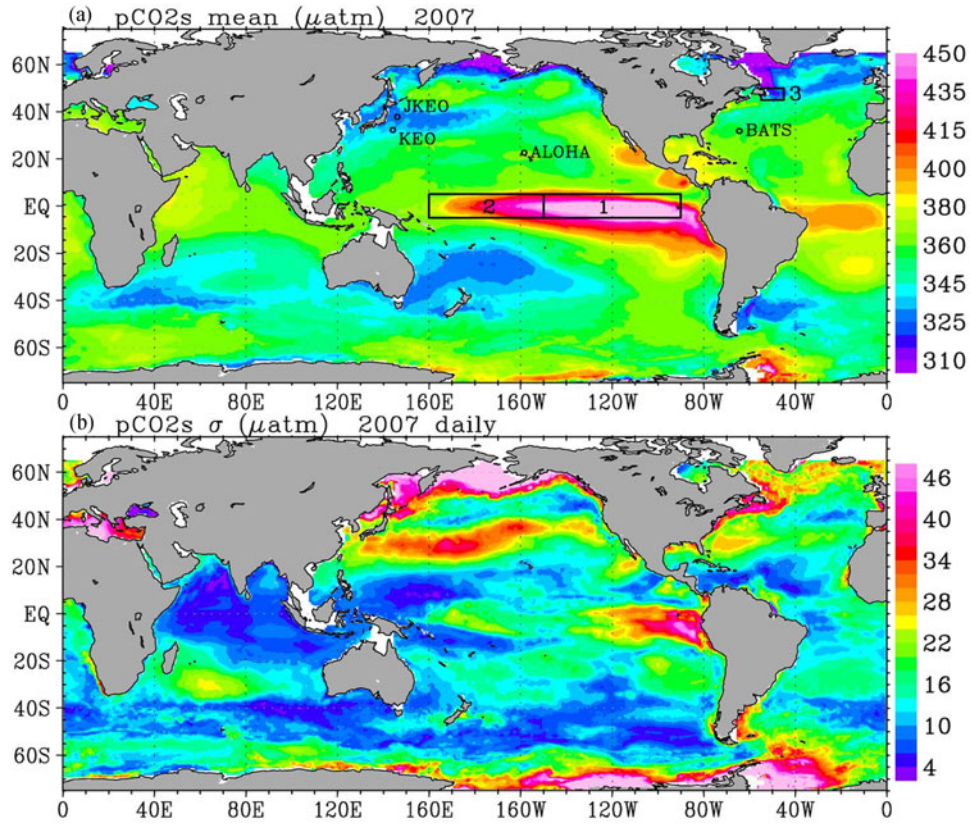 (a) pCO2s mean (μatm) 2007
60N
40N
20N
EQ
20S
40S
60S
JKEO
KEO
ALOHA
BATS
3
2
1
450
435
415
400
380
360
340
325
310
0 40E 80E 120E 160E 160W 120W 80W 40W 0
(b) pCO2s σ (μatm) 2007 daily
60N
40N
20N
EQ
20S
40S
60S
46
40
34
28
22
16
10
4
0 40E 80E 120E 160E 160W 120W 80W 40W 0